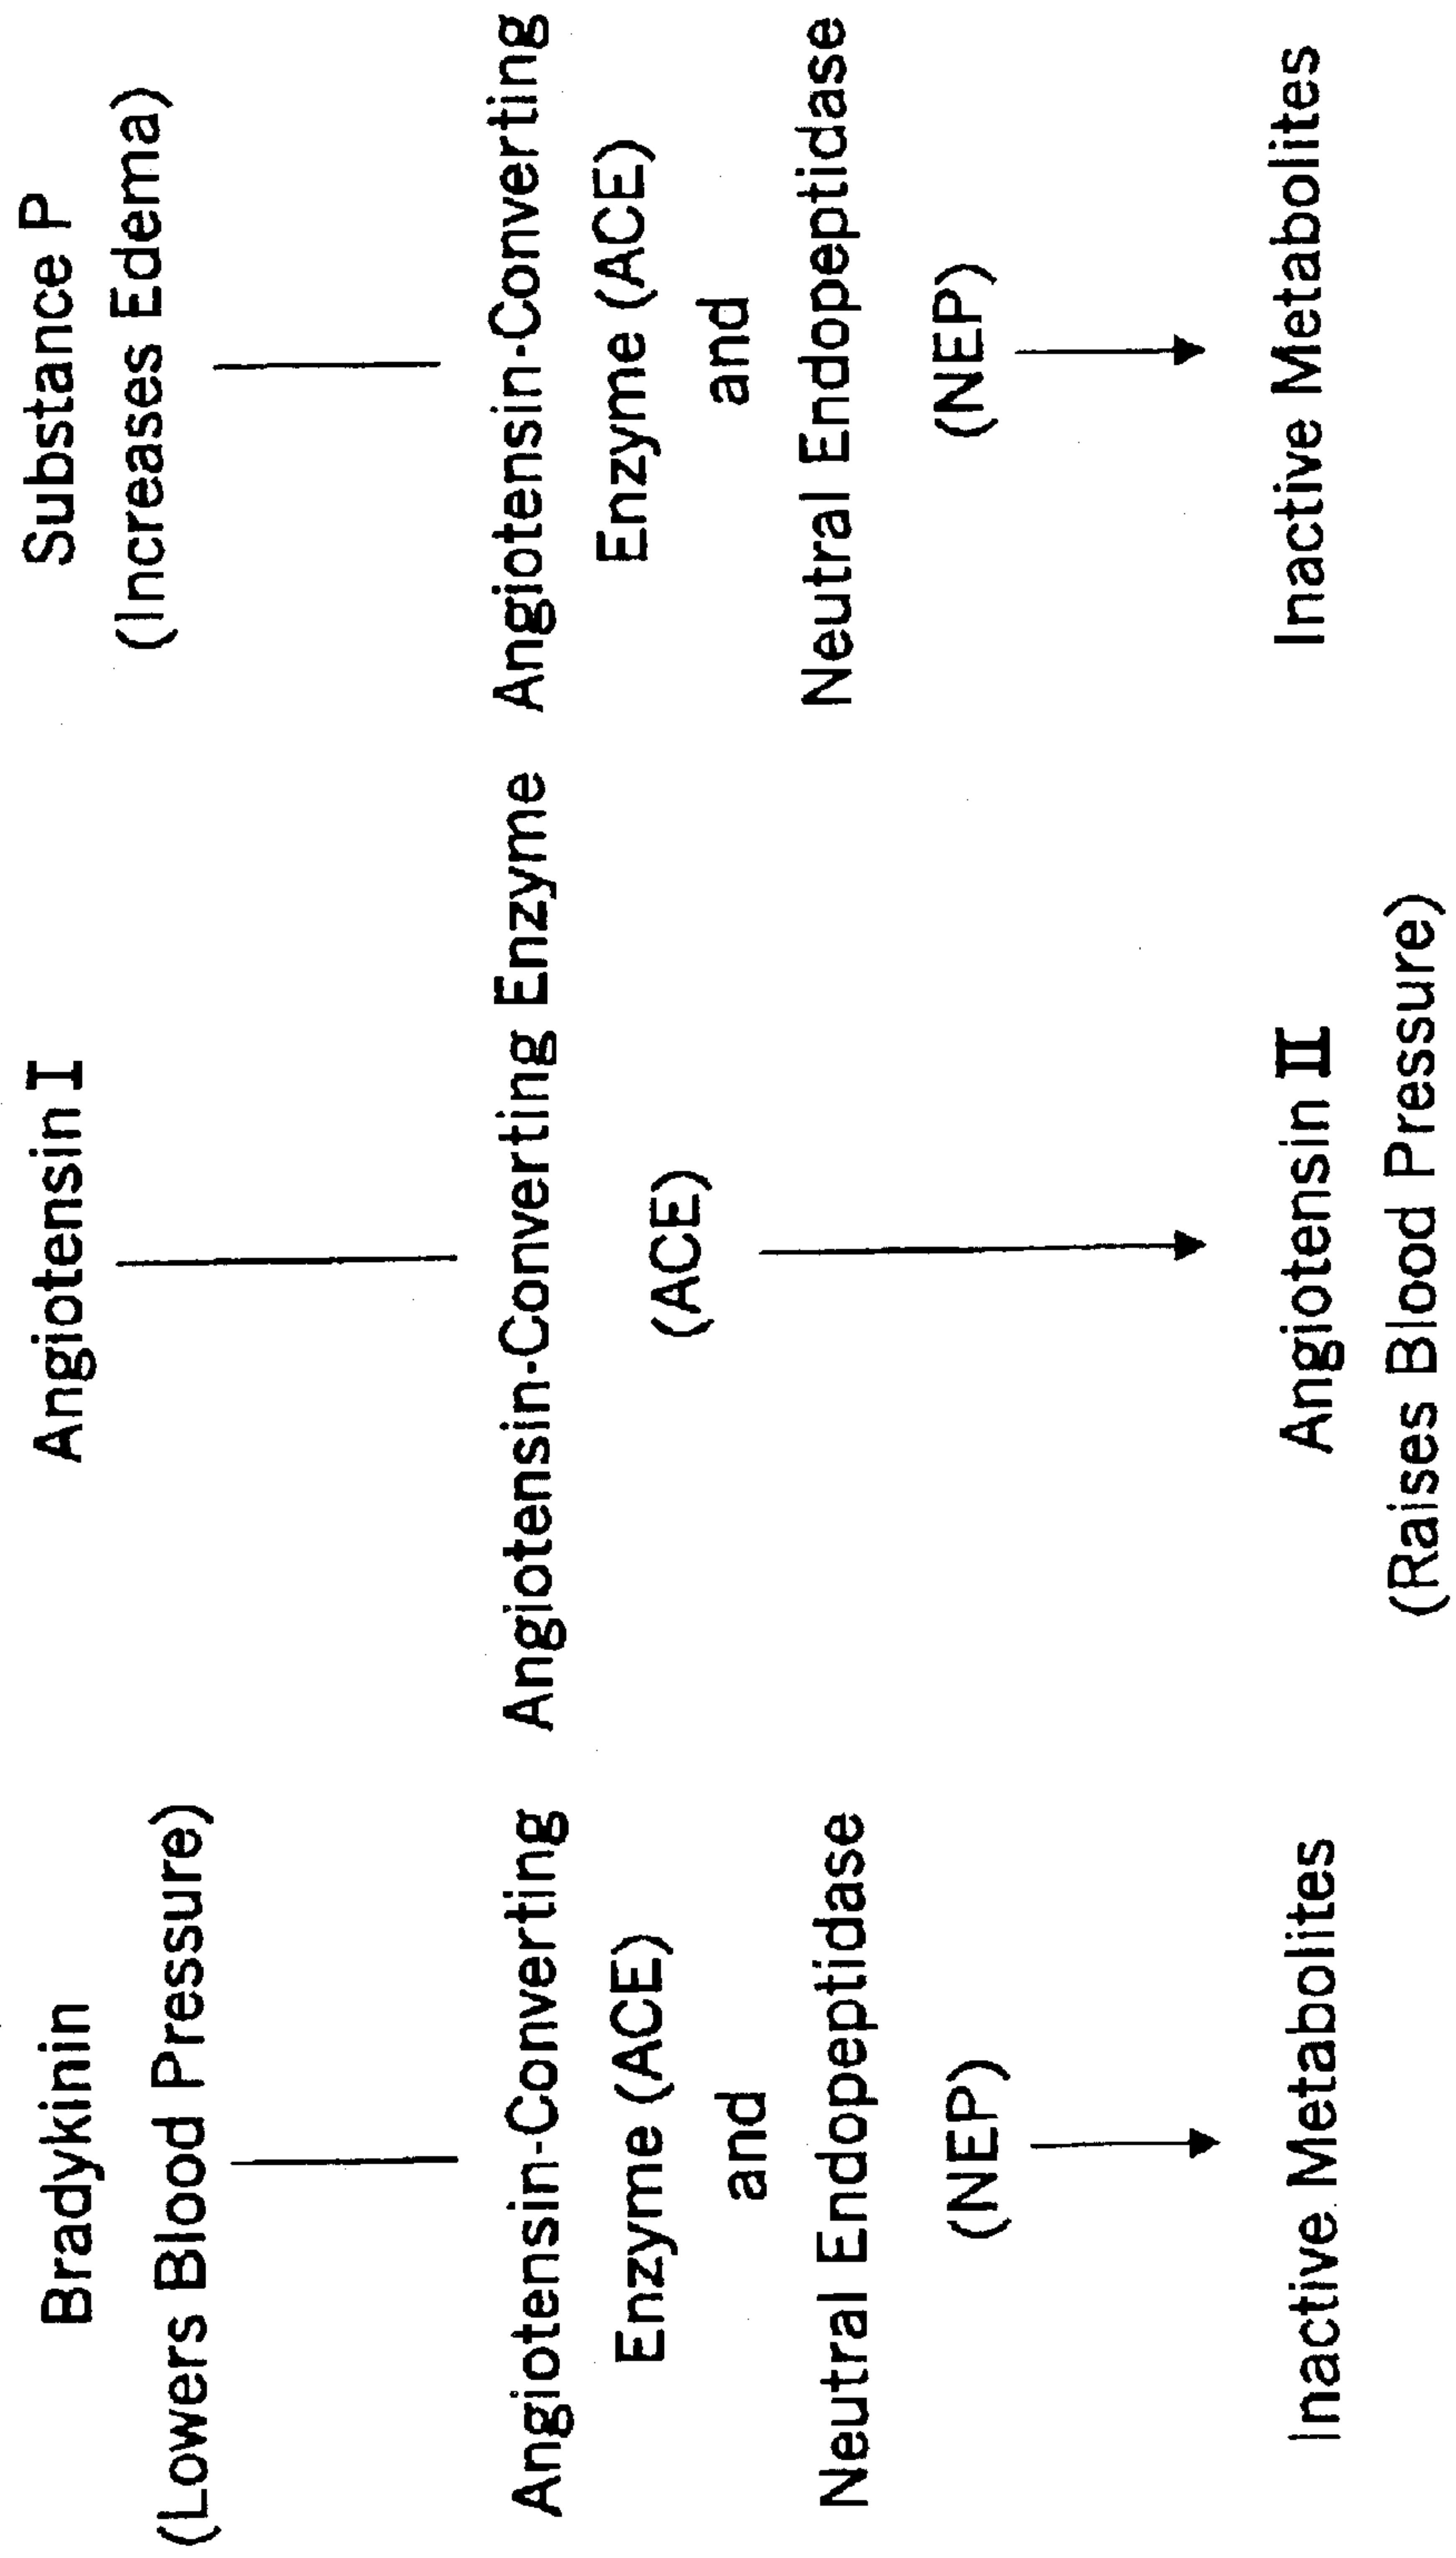 Bradykinin
(Lowers Blood Pressure)
Angiotensin-Converting
Enzyme (ACE)
and
Neutral Endopeptidase
(NEP)
Inactive Metabolites
Angiotensin I
Angiotensin-Converting Enzyme
(ACE)
Angiotensin II
(Raises Blood Pressure)
Substance P
(Increases Edema)
Angiotensin-Converting
Enzyme (ACE)
and
Neutral Endopeptidase
(NEP)
Inactive Metabolites